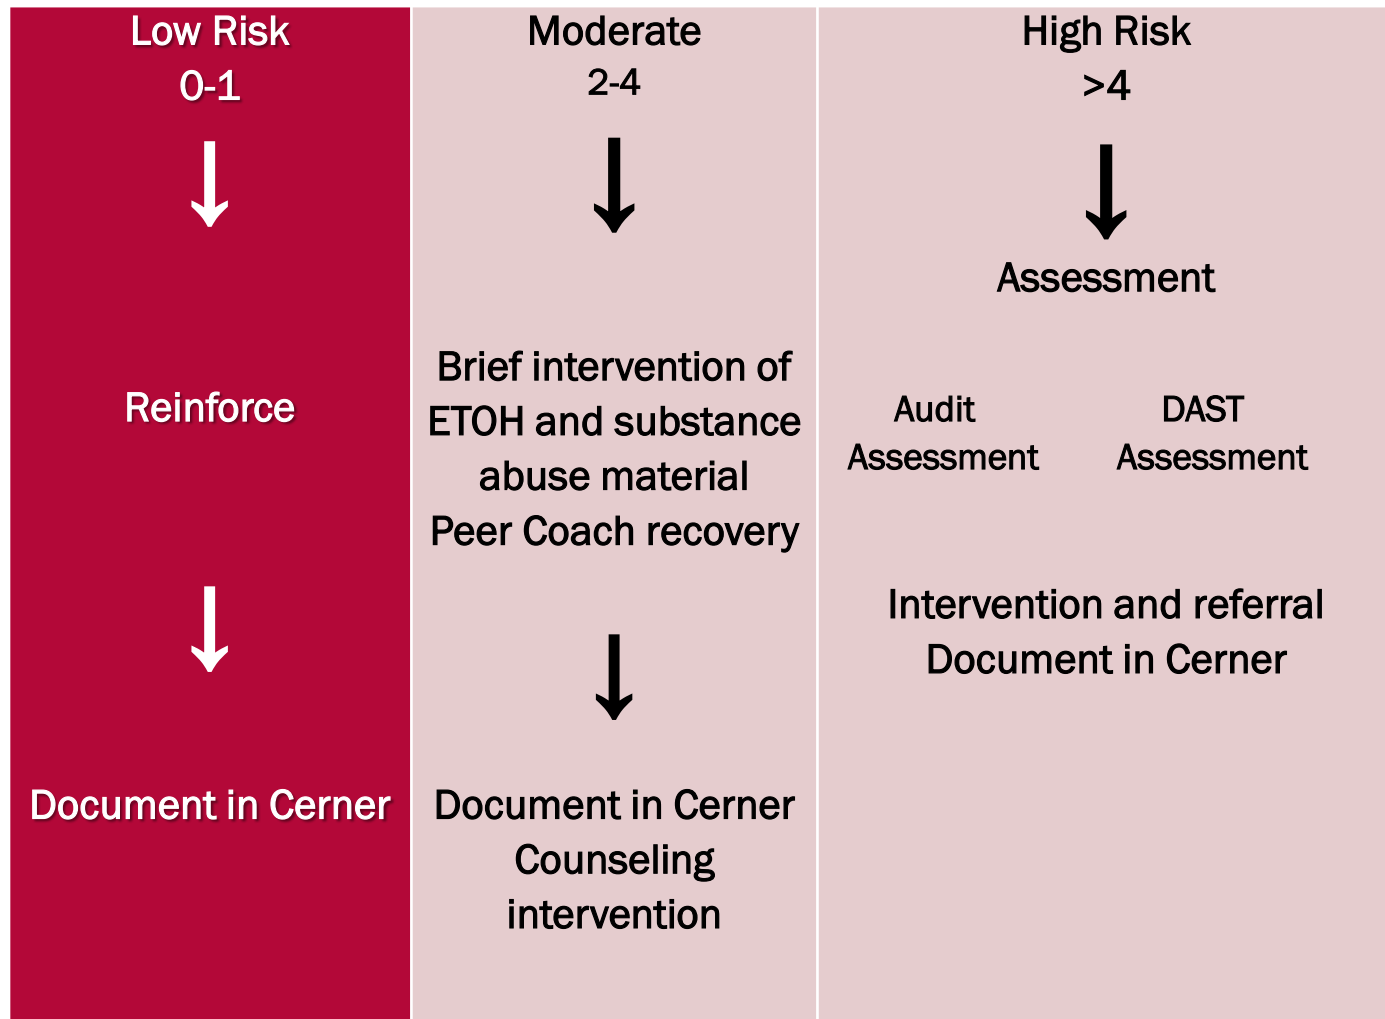 Low Risk
0-1
Reinforce
Document in Cerner
Moderate
2-4
Brief intervention of
ETOH and substance
abuse material
Peer Coach recovery
Document in Cerner
Counseling
intervention
High Risk
>4
Assessment
Audit
Assessment
DAST
Assessment
Intervention and referral
Document in Cerner